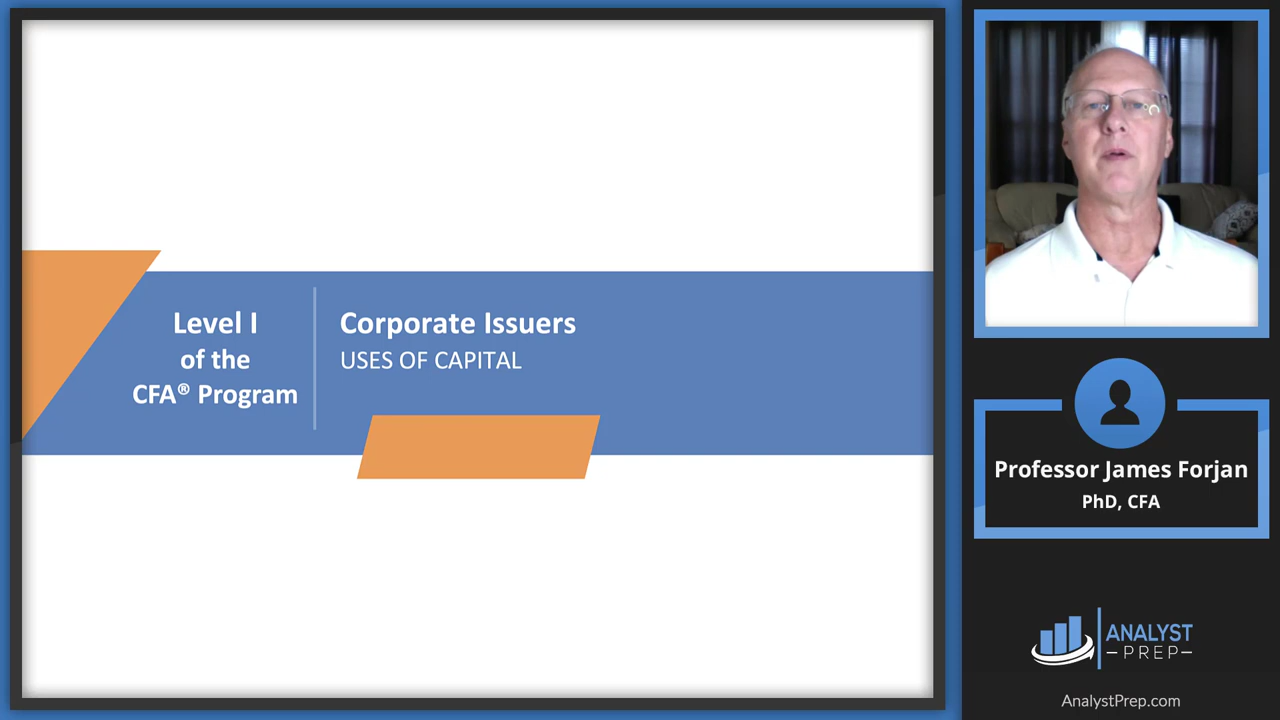 Level I
of the
CFA® Program
Corporate Issuers
USES OF CAPITAL
Professor James Forjan
PhD, CFA
ANALYST
PREP
AnalystPrep.com